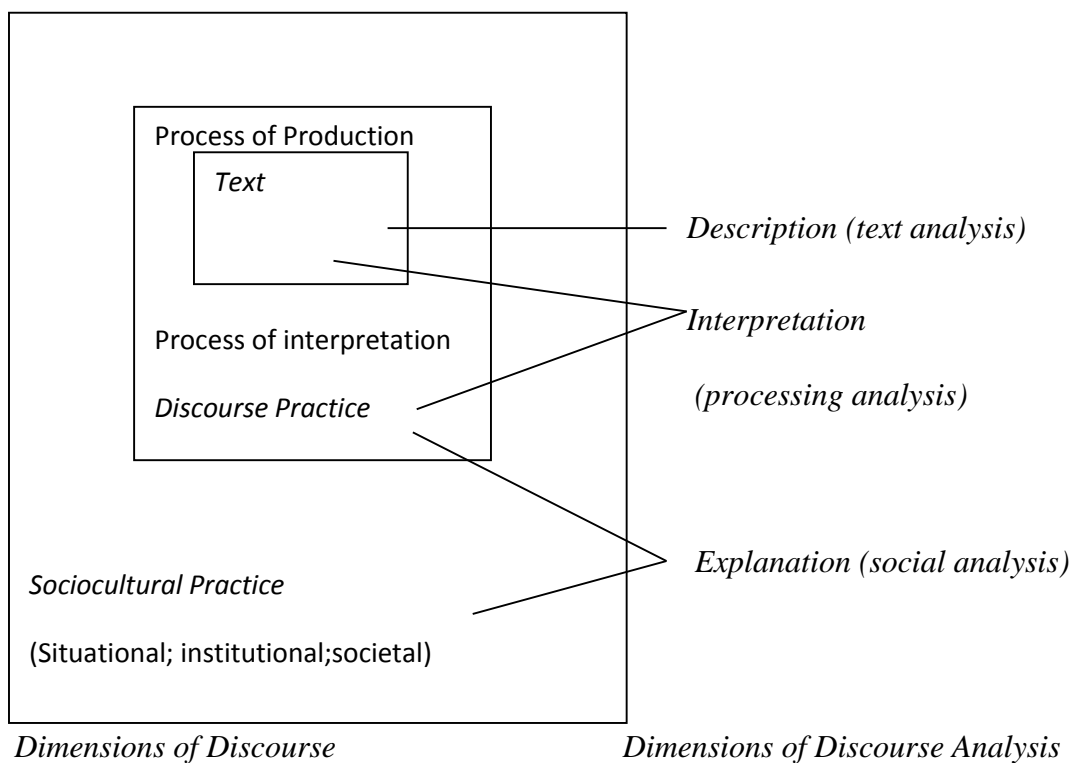 Process of Production
Text
Description (text analysis)
Interpretation
Process of interpretation
(processing analysis)
Discourse Practice
Explanation (social analysis)
Sociocultural Practice
(Situational; institutional;societal)
Dimensions of Discourse
Dimensions of Discourse Analysis